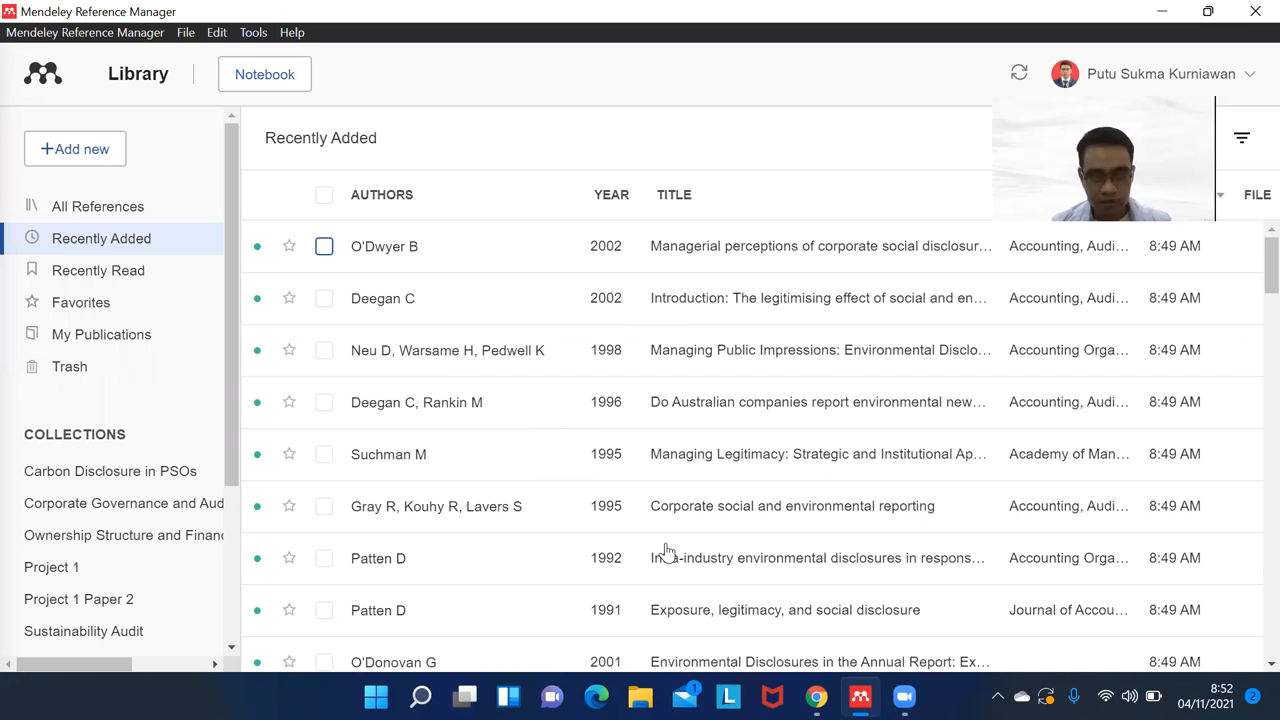 Mendeley Reference Manager
Mendeley Reference Manager File Edit Tools Help
Library Notebook Putu Sukma Kurniawan
+Add new
All References
Recently Added
Recently Read
Favorites
My Publications
Trash
COLLECTIONS
Carbon Disclosure in PSOs
Corporate Governance and Aud
Ownership Structure and Financ
Project 1
Project 1 Paper 2
Sustainability Audit
Recently Added
AUTHORS YEAR TITLE FILE
O'Dwyer B 2002 Managerial perceptions of corporate social disclosur... Accounting, Audi... 8:49 AM
Deegan C 2002 Introduction: The legitimising effect of social and en... Accounting, Audi... 8:49 AM
Neu D, Warsame H, Pedwell K 1998 Managing Public Impressions: Environmental Disclo... Accounting Orga... 8:49 AM
Deegan C, Rankin M 1996 Do Australian companies report environmental new... Accounting, Audi... 8:49 AM
Suchman M 1995 Managing Legitimacy: Strategic and Institutional Ap... Academy of Man... 8:49 AM
Gray R, Kouhy R, Lavers S 1995 Corporate social and environmental reporting Accounting, Audi... 8:49 AM
Patten D 1992 Intra-industry environmental disclosures in respons... Accounting Orga... 8:49 AM
Patten D 1991 Exposure, legitimacy, and social disclosure Journal of Accou... 8:49 AM
O'Donovan G 2001 Environmental Disclosures in the Annual Report: Ex... 8:49 AM
1
L
8:52
04/11/2021
2